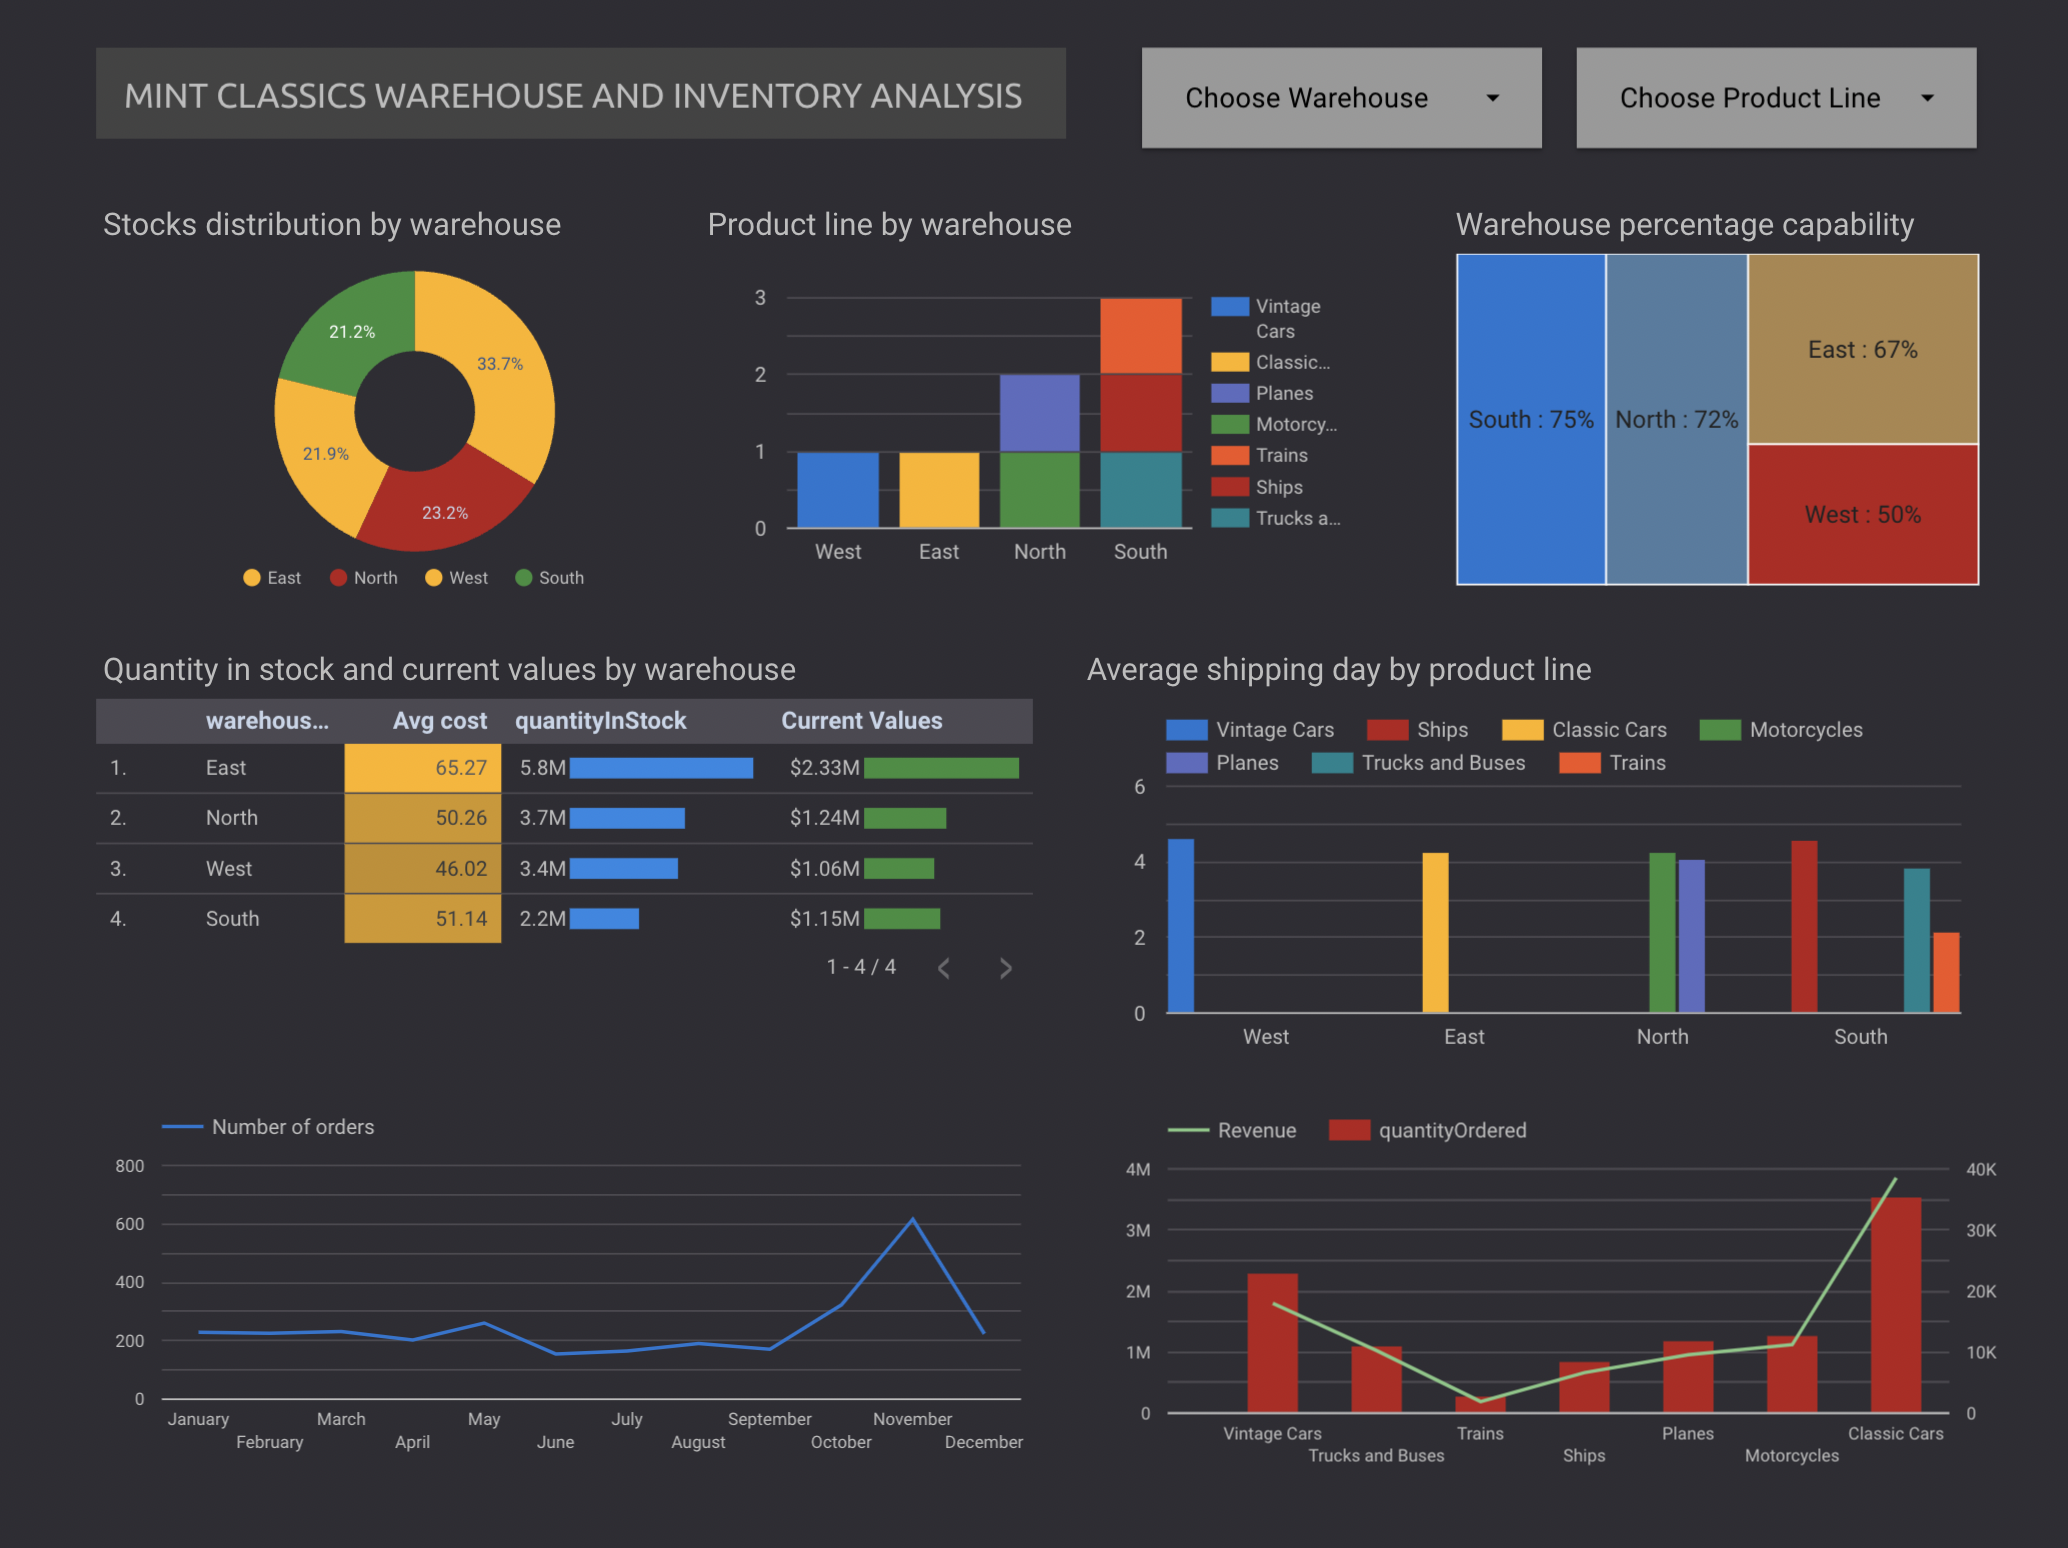 MINT CLASSICS WAREHOUSE AND INVENTORY ANALYSIS
Choose Warehouse
Choose Product Line
Stocks distribution by warehouse
21.2%
33.7%
21.9%
23.2%
East
North
West
South
Product line by warehouse
3
2
1
0
West
East
North
South
Vintage
Cars
Classic...
Planes
Motorcy...
Trains
Ships
Trucks a...
Warehouse percentage capability
South : 75%
North : 72%
East : 67%
West : 50%
Quantity in stock and current values by warehouse
warehous... Avg cost quantityInStock Current Values
1. East 65.27 5.8M $2.33M
2. North 50.26 3.7M $1.24M
3. West 46.02 3.4M $1.06M
4. South 51.14 2.2M $1.15M
1 - 4 / 4
Average shipping day by product line
Vintage Cars Ships Classic Cars Motorcycles
Planes Trucks and Buses Trains
6
4
2
0
West East North South
Number of orders
800
600
400
200
0
January
February
March
April
May
June
July
August
September
October
November
December
Revenue quantityOrdered
4M
3M
2M
1M
0
40K
30K
20K
10K
0
Vintage Cars
Trucks and Buses
Trains
Ships
Planes
Motorcycles
Classic Cars